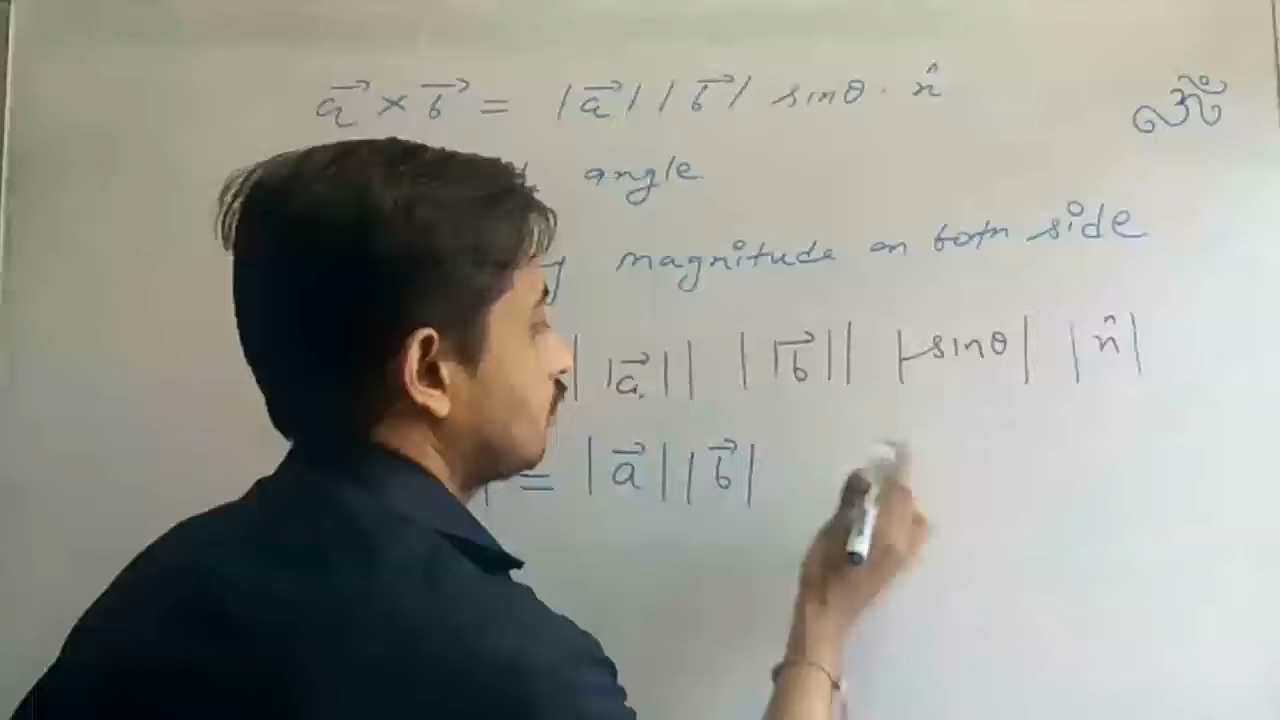 a⃗ × b⃗ = |a⃗| |b⃗| sinθ · n̂
ॐ
angle
magnitude on both side
| |a⃗| | | |b⃗| | |sinθ| |n̂|
= |a⃗| |b⃗|